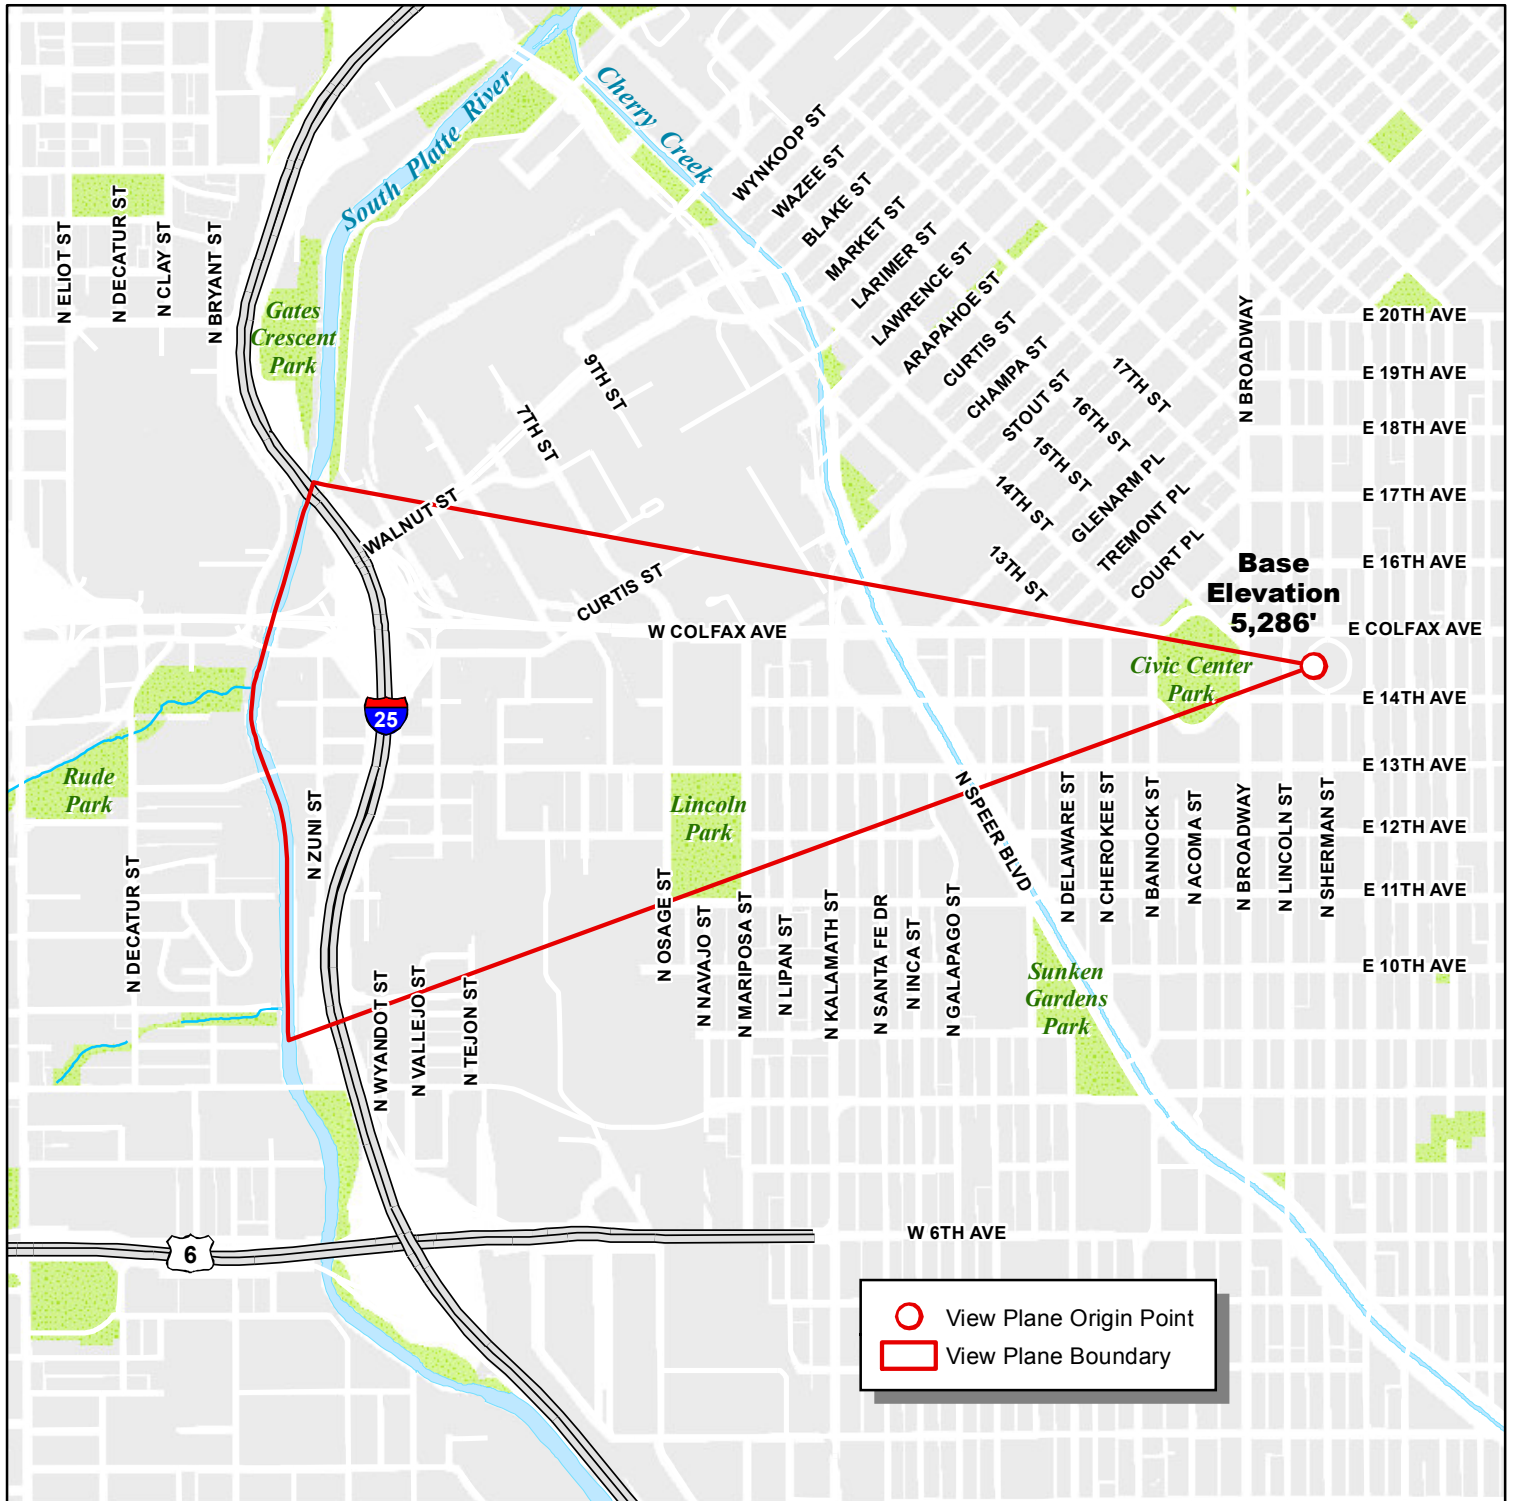 South Platte River
Cherry Creek
WYNKOOP ST
WAZEE ST
BLAKE ST
MARKET ST
LARIMER ST
LAWRENCE ST
ARAPAHOE ST
CURTIS ST
CHAMPA ST
STOUT ST
GLENARM PL
TREMONT PL
COURT PL
17TH ST
16TH ST
15TH ST
14TH ST
13TH ST
N ELIOT ST
N DECATUR ST
N CLAY ST
N BRYANT ST
Gates
Crescent
Park
9TH ST
7TH ST
WALNUT ST
CURTIS ST
N BROADWAY
E 20TH AVE
E 19TH AVE
E 18TH AVE
E 17TH AVE
E 16TH AVE
Base
Elevation
5,286'
W COLFAX AVE
E COLFAX AVE
Civic Center
Park
E 14TH AVE
25
E 13TH AVE
Rude
Park
Lincoln
Park
N ZUNI ST
N SPEER BLVD
N DELAWARE ST
N CHEROKEE ST
N BANNOCK ST
N ACOMA ST
N BROADWAY
N LINCOLN ST
N SHERMAN ST
E 12TH AVE
E 11TH AVE
E 10TH AVE
N DECATUR ST
N WYANDOT ST
N VALLEJO ST
N TEJON ST
N OSAGE ST
N NAVAJO ST
N MARIPOSA ST
N LIPAN ST
N KALAMATH ST
N SANTA FE DR
N INCA ST
N GALAPAGO ST
Sunken
Gardens
Park
6
W 6TH AVE
View Plane Origin Point
View Plane Boundary